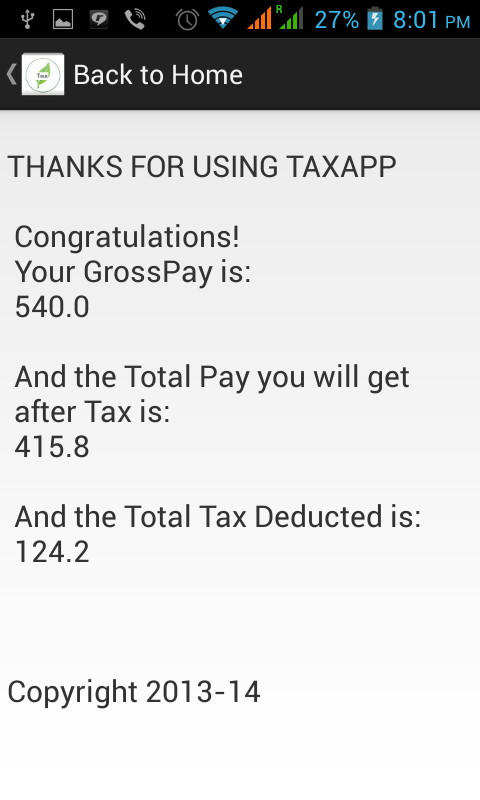 R 27% 8:01 PM
Tax Back to Home
THANKS FOR USING TAXAPP
Congratulations!
Your GrossPay is:
540.0
And the Total Pay you will get
after Tax is:
415.8
And the Total Tax Deducted is:
124.2
Copyright 2013-14